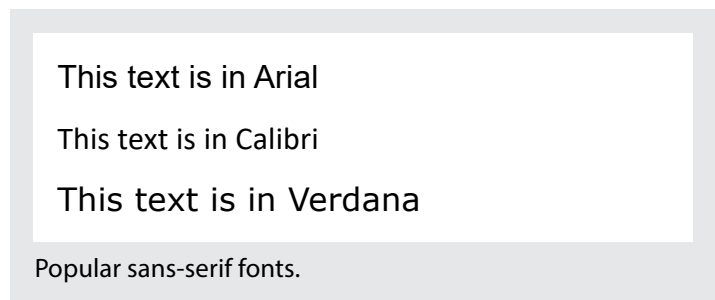 This text is in Arial
This text is in Calibri
This text is in Verdana
Popular sans-serif fonts.